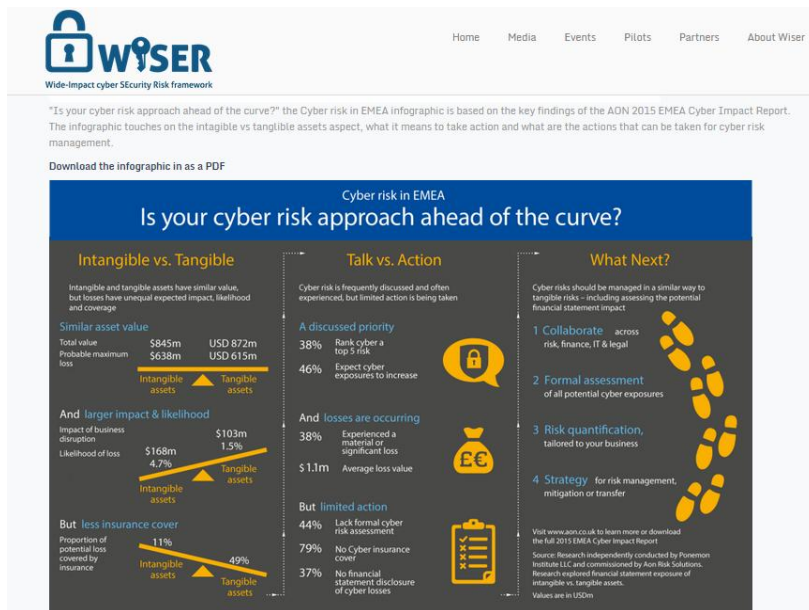 WISER
Wide-Impact cyber SEcurity Risk framework
Home Media Events Pilots Partners About Wiser
"Is your cyber risk approach ahead of the curve?" the Cyber risk in EMEA infographic is based on the key findings of the AON 2015 EMEA Cyber Impact Report.
The infographic touches on the intagible vs tanglible assets aspect, what it means to take action and what are the actions that can be taken for cyber risk
management.
Download the infographic in as a PDF
Cyber risk in EMEA
Is your cyber risk approach ahead of the curve?
Intangible vs. Tangible
Intangible and tangible assets have similar value,
but losses have unequal expected impact, likelihood
and coverage
Similar asset value
Total value $845m USD 872m
Probable maximum $638m USD 615m
loss
Intangible Tangible
assets assets
And larger impact & likelihood
Impact of business $103m
disruption 1.5%
$168m
Likelihood of loss
4.7%
Tangible
assets
Intangible
assets
But less insurance cover
Proportion of 11%
potential loss
covered by 49%
insurance
Intangible
assets
Tangible
assets
Talk vs. Action
Cyber risk is frequently discussed and often
experienced, but limited action is being taken
A discussed priority
38% Rank cyber a
top 5 risk
46% Expect cyber
exposures to increase
And losses are occurring
38% Experienced a
material or
significant loss
$1.1m Average loss value
£€
But limited action
44% Lack formal cyber
risk assessment
79% No Cyber insurance
cover
37% No financial
statement disclosure
of cyber losses
What Next?
Cyber risks should be managed in a similar way to
tangible risks – including assessing the potential
financial statement impact
1 Collaborate across
risk, finance, IT & legal
2 Formal assessment
of all potential cyber exposures
3 Risk quantification,
tailored to your business
4 Strategy for risk management,
mitigation or transfer
Visit www.aon.co.uk to learn more or download
the full 2015 EMEA Cyber Impact Report
Source: Research independently conducted by Ponemon
Institute LLC and commissioned by Aon Risk Solutions.
Research explored financial statement exposure of
intangible vs. tangible assets.
Values are in USDm